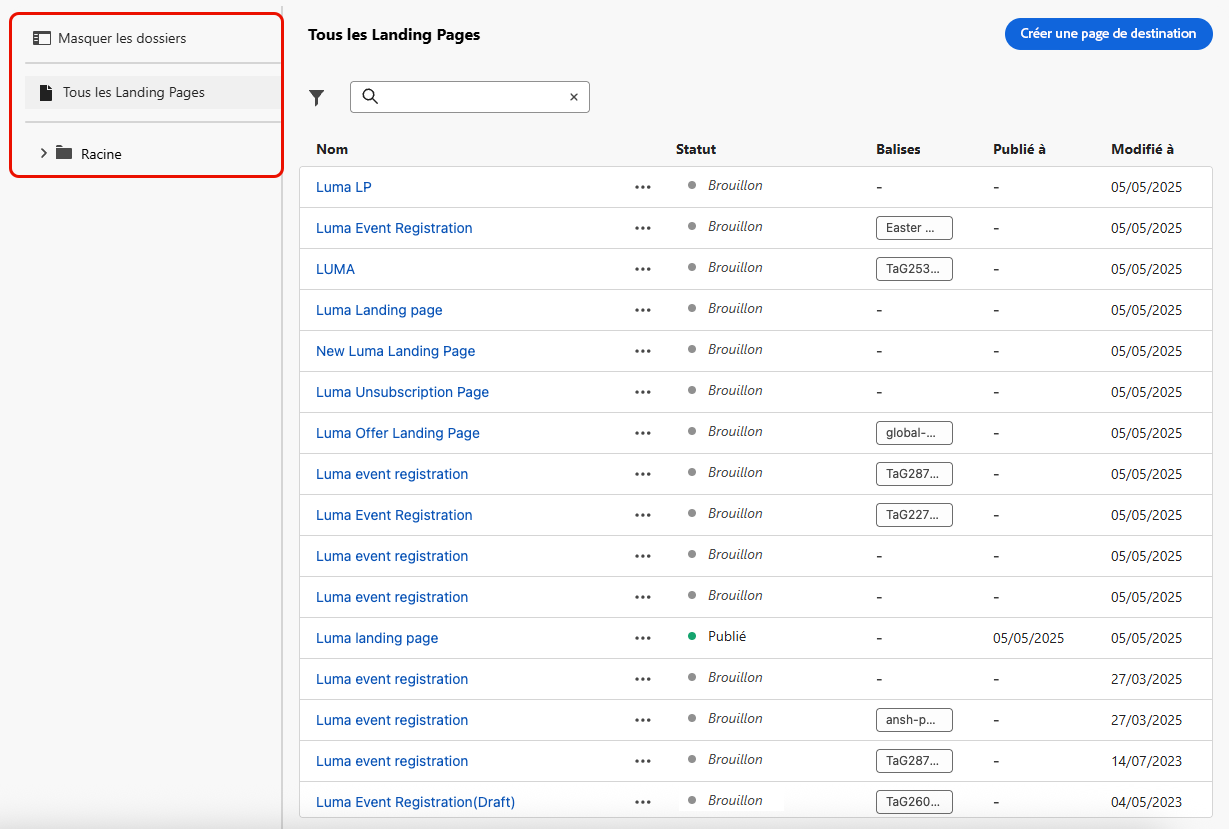 Masquer les dossiers
Tous les Landing Pages
Racine
Tous les Landing Pages
Créer une page de destination
Nom Statut Balises Publié à Modifié à
Luma LP ••• Brouillon - - 05/05/2025
Luma Event Registration ••• Brouillon Easter ... - 05/05/2025
LUMA ••• Brouillon TaG253... - 05/05/2025
Luma Landing page ••• Brouillon - - 05/05/2025
New Luma Landing Page ••• Brouillon - - 05/05/2025
Luma Unsubscription Page ••• Brouillon - - 05/05/2025
Luma Offer Landing Page ••• Brouillon global-... - 05/05/2025
Luma event registration ••• Brouillon TaG287... - 05/05/2025
Luma Event Registration ••• Brouillon TaG227... - 05/05/2025
Luma event registration ••• Brouillon - - 05/05/2025
Luma event registration ••• Brouillon - - 05/05/2025
Luma landing page ••• Publié - 05/05/2025 05/05/2025
Luma event registration ••• Brouillon - - 27/03/2025
Luma event registration ••• Brouillon ansh-p... - 27/03/2025
Luma event registration ••• Brouillon TaG287... - 14/07/2023
Luma Event Registration(Draft) ••• Brouillon TaG260... - 04/05/2023